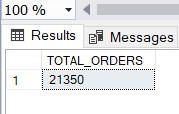 100 %
Results Messages
TOTAL_ORDERS
1 21350